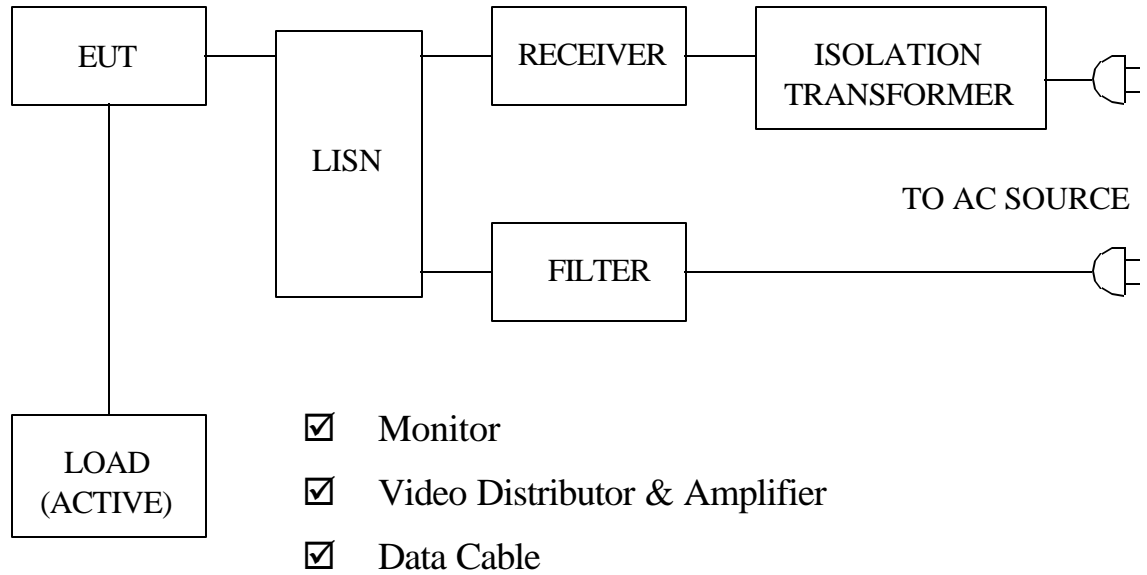 EUT
RECEIVER
ISOLATION
TRANSFORMER
LISN
TO AC SOURCE
FILTER
LOAD
(ACTIVE)
☑ Monitor
☑ Video Distributor & Amplifier
☑ Data Cable